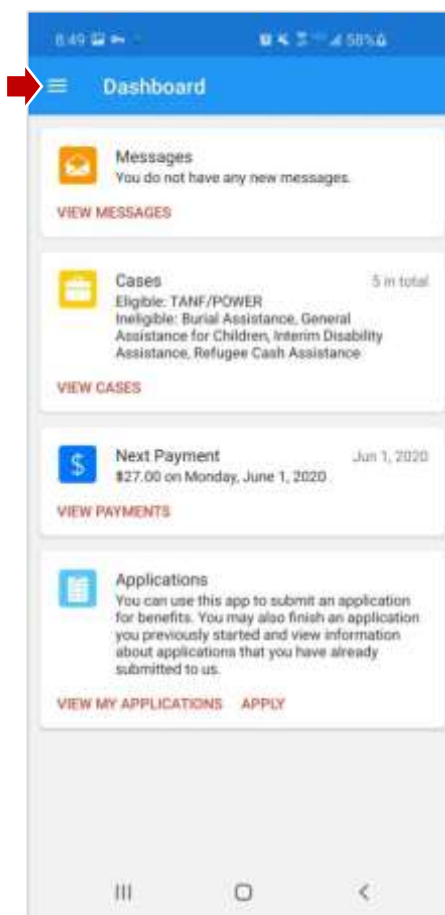 8:49 58%
Dashboard
Messages
You do not have any new messages.
VIEW MESSAGES
Cases 5 in total
Eligible: TANF/POWER
Ineligible: Burial Assistance, General
Assistance for Children, Interim Disability
Assistance, Refugee Cash Assistance
VIEW CASES
Next Payment Jun 1, 2020
$27.00 on Monday, June 1, 2020
VIEW PAYMENTS
Applications
You can use this app to submit an application
for benefits. You may also finish an application
you previously started and view information
about applications that you have already
submitted to us.
VIEW MY APPLICATIONS APPLY